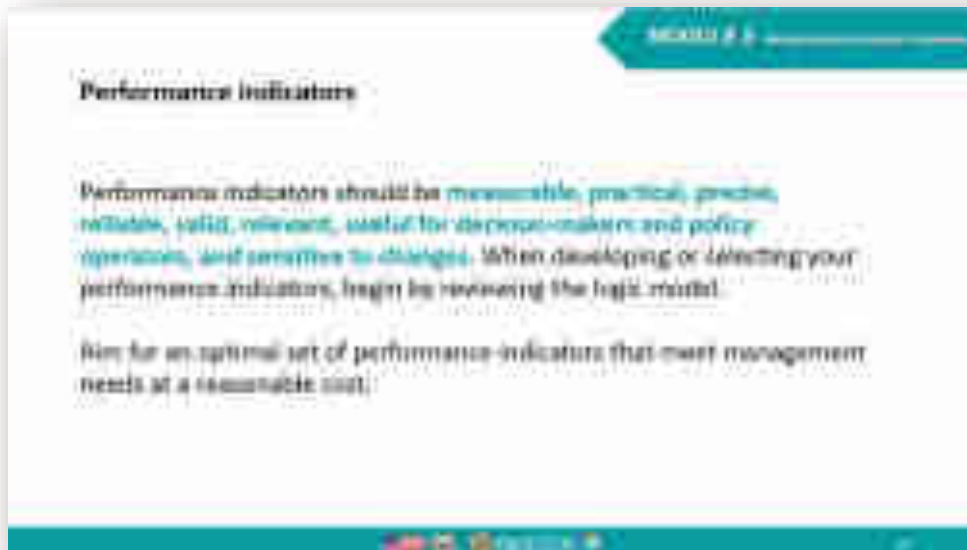 Performance indicators
Performance indicators should be measurable, practical, precise,
reliable, valid, relevant, useful for decision-makers and policy
operators, and sensitive to changes. When developing or selecting your
performance indicators, begin by reviewing the logic model.
Aim for an optimal set of performance indicators that meet management
needs at a reasonable cost.